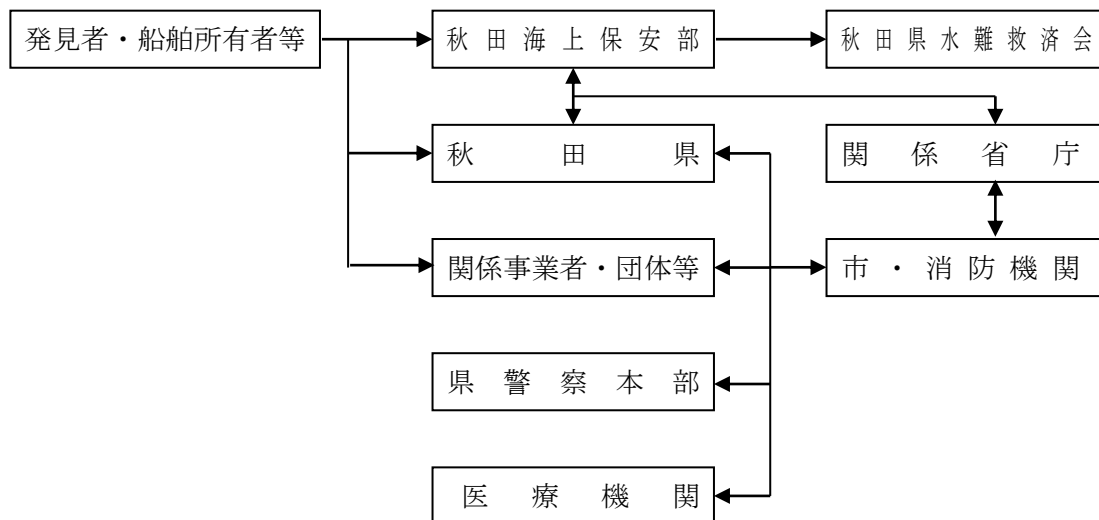 発見者・船舶所有者等
秋田海上保安部
秋田県水難救済会
秋田県
関係省庁
関係事業者・団体等
市・消防機関
県警察本部
医療機関